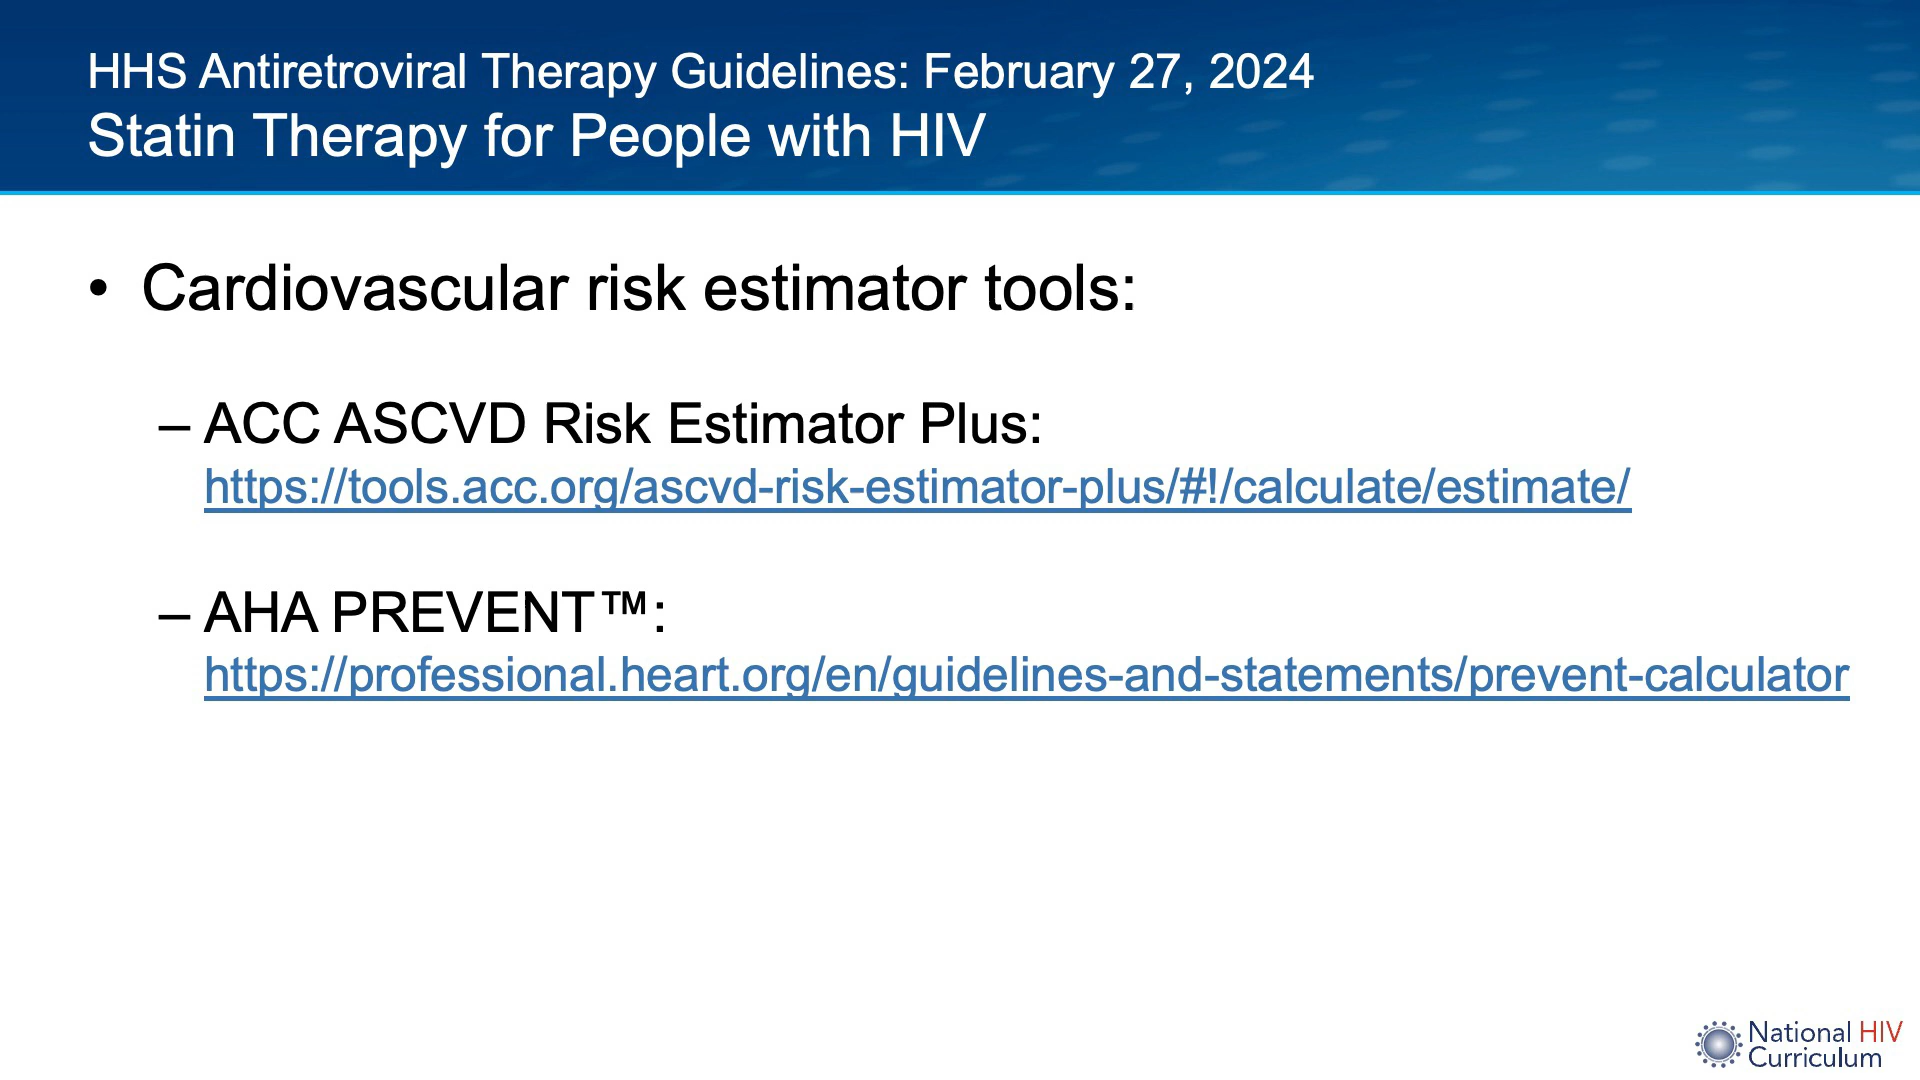 HHS Antiretroviral Therapy Guidelines: February 27, 2024
Statin Therapy for People with HIV
• Cardiovascular risk estimator tools:
– ACC ASCVD Risk Estimator Plus:
https://tools.acc.org/ascvd-risk-estimator-plus/#!/calculate/estimate/
– AHA PREVENT™:
https://professional.heart.org/en/guidelines-and-statements/prevent-calculator
National HIV
Curriculum